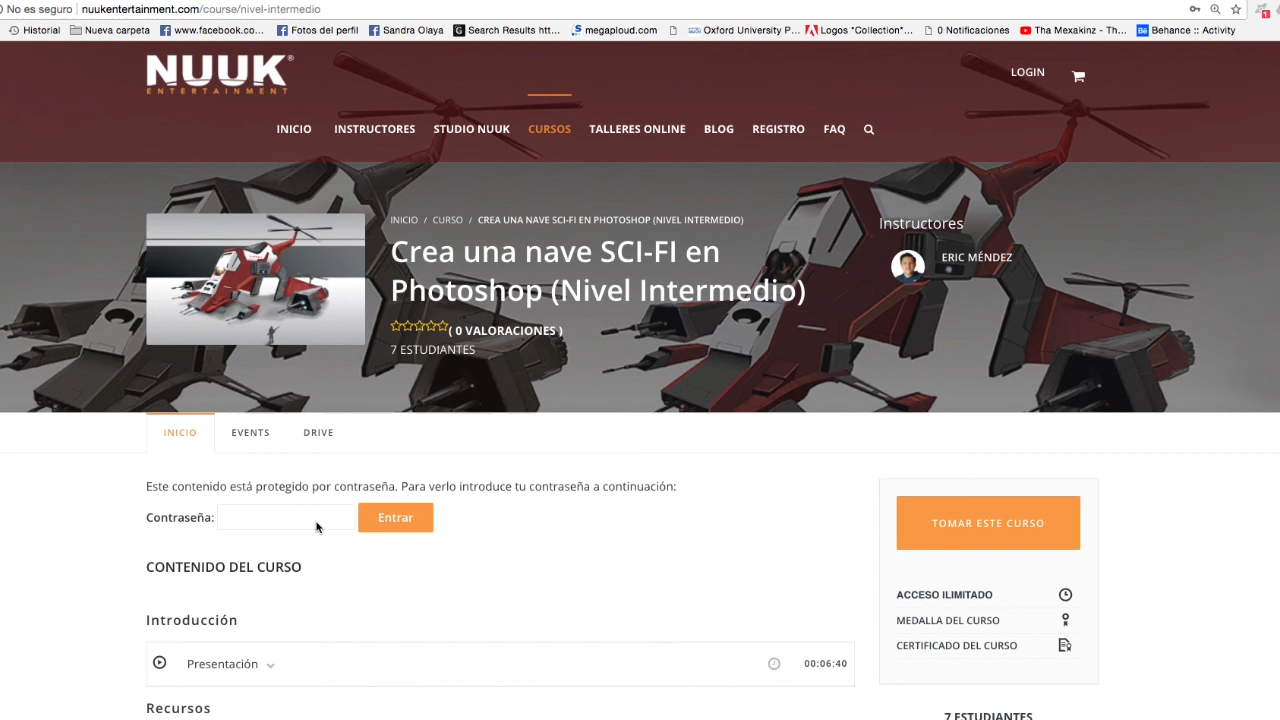 No es seguro | nuukentertainment.com/course/nivel-intermedio
Historial Nueva carpeta www.facebook.co... Fotos del perfil Sandra Olaya Search Results htt... megaploud.com Oxford University P... Logos *Collection*... 0 Notificaciones Tha Mexakinz - Th... Behance :: Activity
NUUK®
ENTERTAINMENT
LOGIN
INICIO INSTRUCTORES STUDIO NUUK CURSOS TALLERES ONLINE BLOG REGISTRO FAQ
INICIO / CURSO / CREA UNA NAVE SCI-FI EN PHOTOSHOP (NIVEL INTERMEDIO)
Crea una nave SCI-FI en
Photoshop (Nivel Intermedio)
( 0 VALORACIONES )
7 ESTUDIANTES
Instructores
ERIC MÉNDEZ
INICIO EVENTS DRIVE
Este contenido está protegido por contraseña. Para verlo introduce tu contraseña a continuación:
Contraseña: Entrar
CONTENIDO DEL CURSO
Introducción
Presentación 00:06:40
Recursos
TOMAR ESTE CURSO
ACCESO ILIMITADO
MEDALLA DEL CURSO
CERTIFICADO DEL CURSO
7 ESTUDIANTES